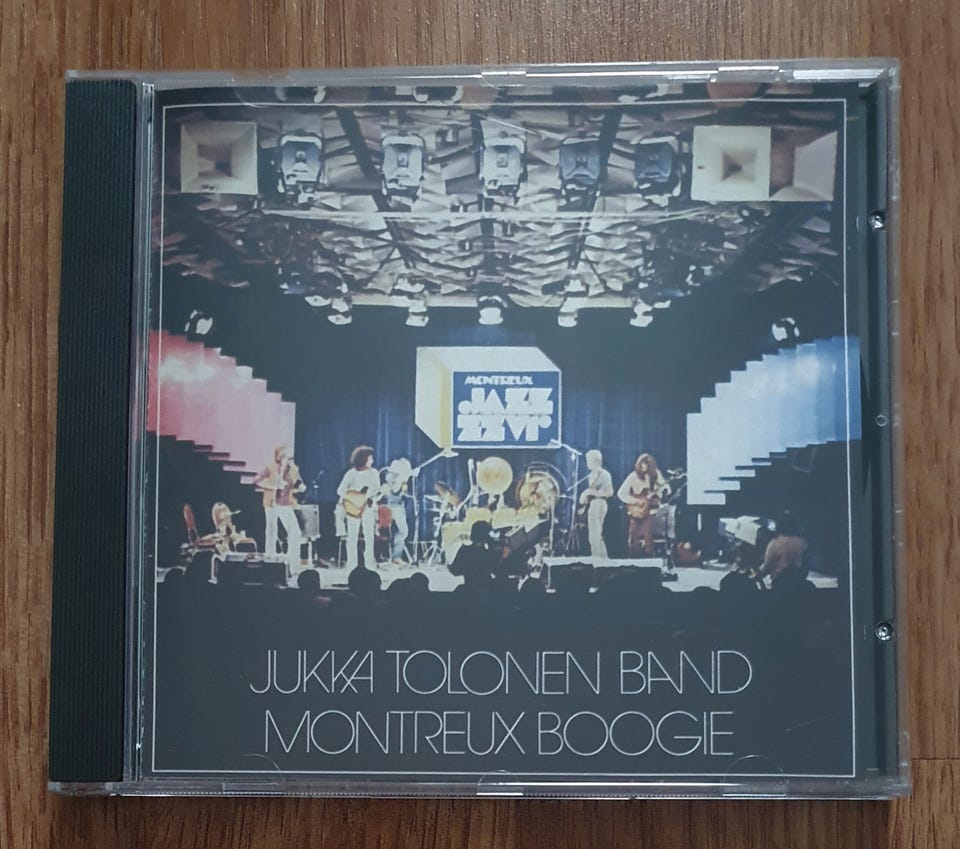 MONTREUX
JAZZ
JUKKA TOLONEN BAND
MONTREUX BOOGIE